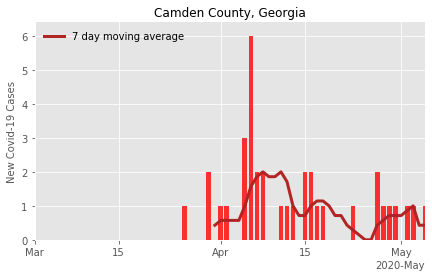 Camden County, Georgia
7 day moving average
New Covid-19 Cases
6
5
4
3
2
1
0
Mar 15 Apr 15 May
2020-May